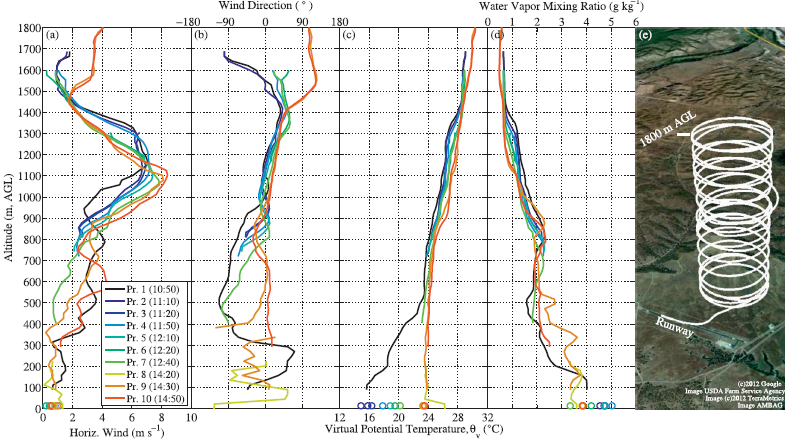 Wind Direction ( ° )
Water Vapor Mixing Ratio (g kg⁻¹)
−180 −90 0 90 180 0 2 4 6
(a) (b) (c) (d) (e)
1800
1700
1600
1500
1400
1300
1200
1100
1000
900
800
700
600
500
400
300
200
100
0
Altitude (m, AGL)
Pr. 1 (10:50)
Pr. 2 (11:10)
Pr. 3 (11:20)
Pr. 4 (11:50)
Pr. 5 (12:10)
Pr. 6 (12:20)
Pr. 7 (12:40)
Pr. 8 (14:20)
Pr. 9 (14:30)
Pr. 10 (14:50)
0 2 4 6 8 10
Horiz. Wind (m s⁻¹)
12 16 20 24 28 32
Virtual Potential Temperature, θᵥ (°C)
1800 m AGL
Runway
(c)2012 Google
Image USDA Farm Service Agency
Image (c)2012 TerraMetrics
Image AMBAG